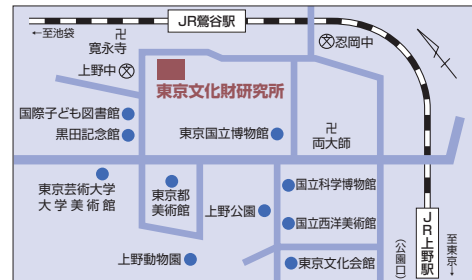 JR鶯谷駅
←至池袋
卍
寛永寺
上野中
文
文
忍岡中
東京文化財研究所
国際子ども図書館
黒田記念館
東京国立博物館
卍
両大師
東京芸術大学
大学美術館
東京都
美術館
上野公園
国立科学博物館
国立西洋美術館
上野動物園
東京文化会館
JR上野駅
(公園口)
至東京→